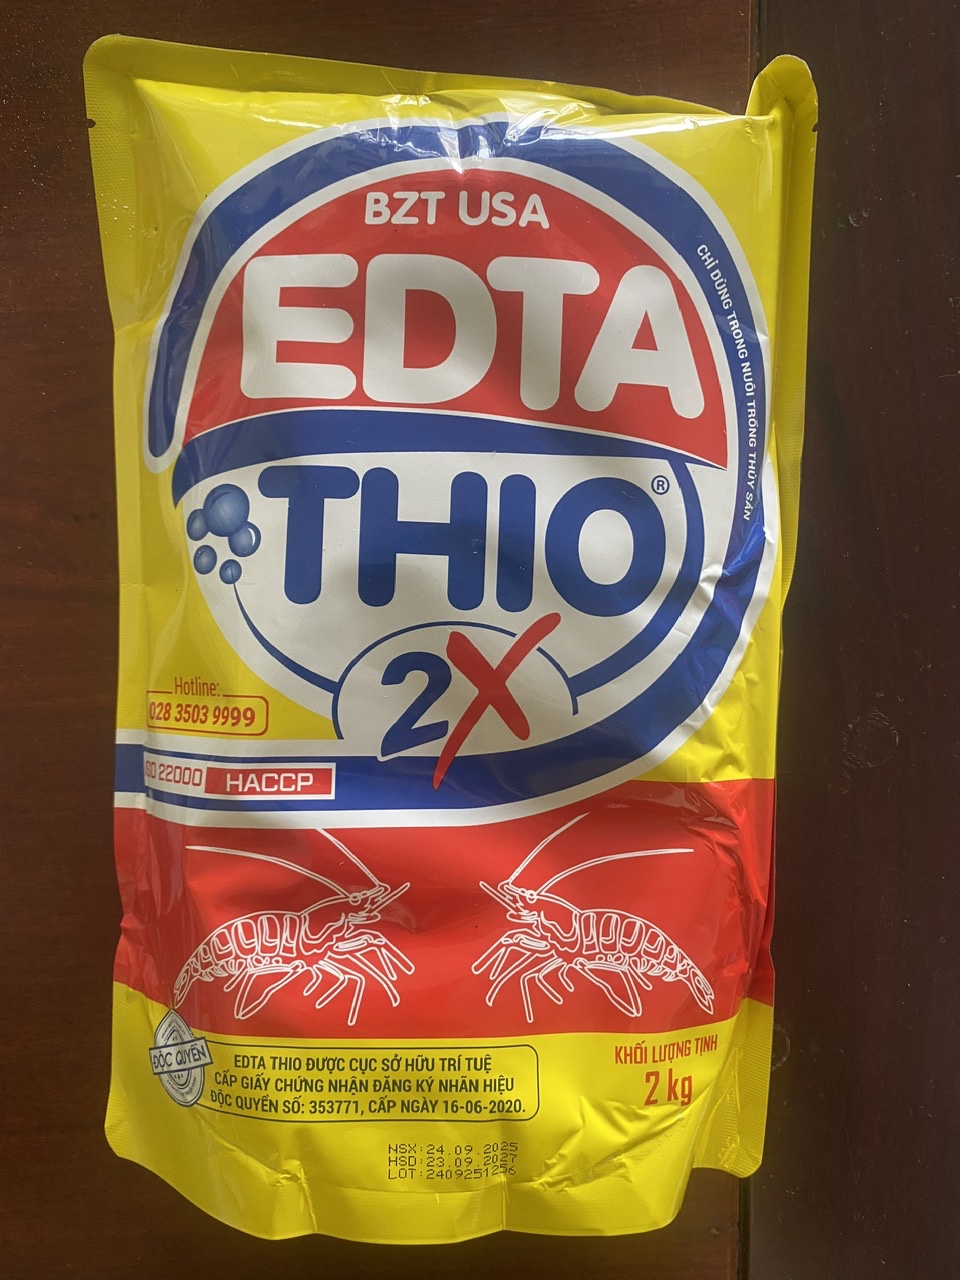 BZT USA
EDTA
THIO®
2X
CHỈ DÙNG TRONG NUÔI TRỒNG THỦY SẢN
Hotline:
028 3503 9999
ISO 22000 HACCP
ĐỘC QUYỀN
EDTA THIO ĐƯỢC CỤC SỞ HỮU TRÍ TUỆ
CẤP GIẤY CHỨNG NHẬN ĐĂNG KÝ NHÃN HIỆU
ĐỘC QUYỀN SỐ: 353771, CẤP NGÀY 16-06-2020.
KHỐI LƯỢNG TỊNH
2 kg
NSX:24.09.2025
HSD:23.09.2027
LOT:2409251256